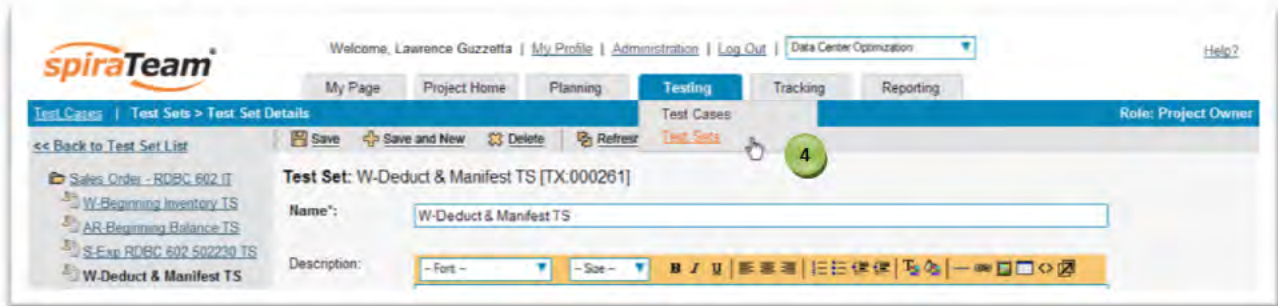 spiraTeam
Welcome, Lawrence Guzzetta | My Profile | Administration | Log Out | Data Center Optimization
Help?
My Page Project Home Planning Testing Tracking Reporting
Test Cases | Test Sets > Test Set Details
Test Cases
Role: Project Owner
<< Back to Test Set List
Save Save and New Delete Refresh
Test Sets
4
Sales Order - RDBC 602 IT
W-Beginning Inventory TS
AR-Beginning Balance TS
S-Exp RDBC 602 502230 TS
W-Deduct & Manifest TS
Test Set: W-Deduct & Manifest TS [TX:000261]
Name*: W-Deduct & Manifest TS
Description: -- Font -- -- Size -- B I U